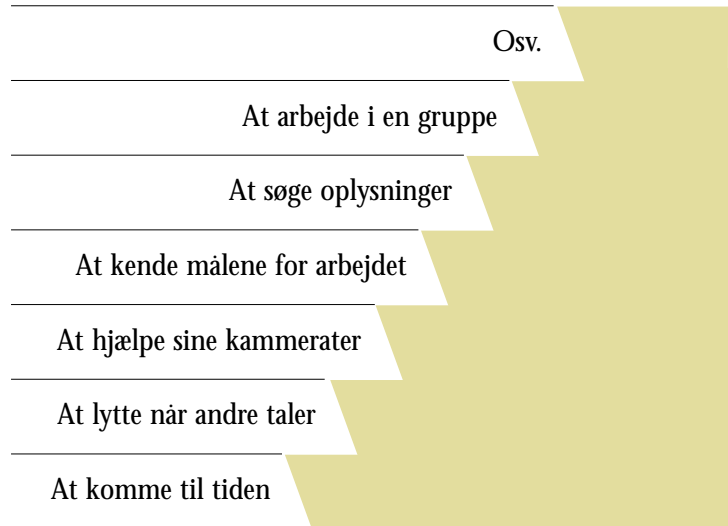 Osv.
At arbejde i en gruppe
At søge oplysninger
At kende målene for arbejdet
At hjælpe sine kammerater
At lytte når andre taler
At komme til tiden